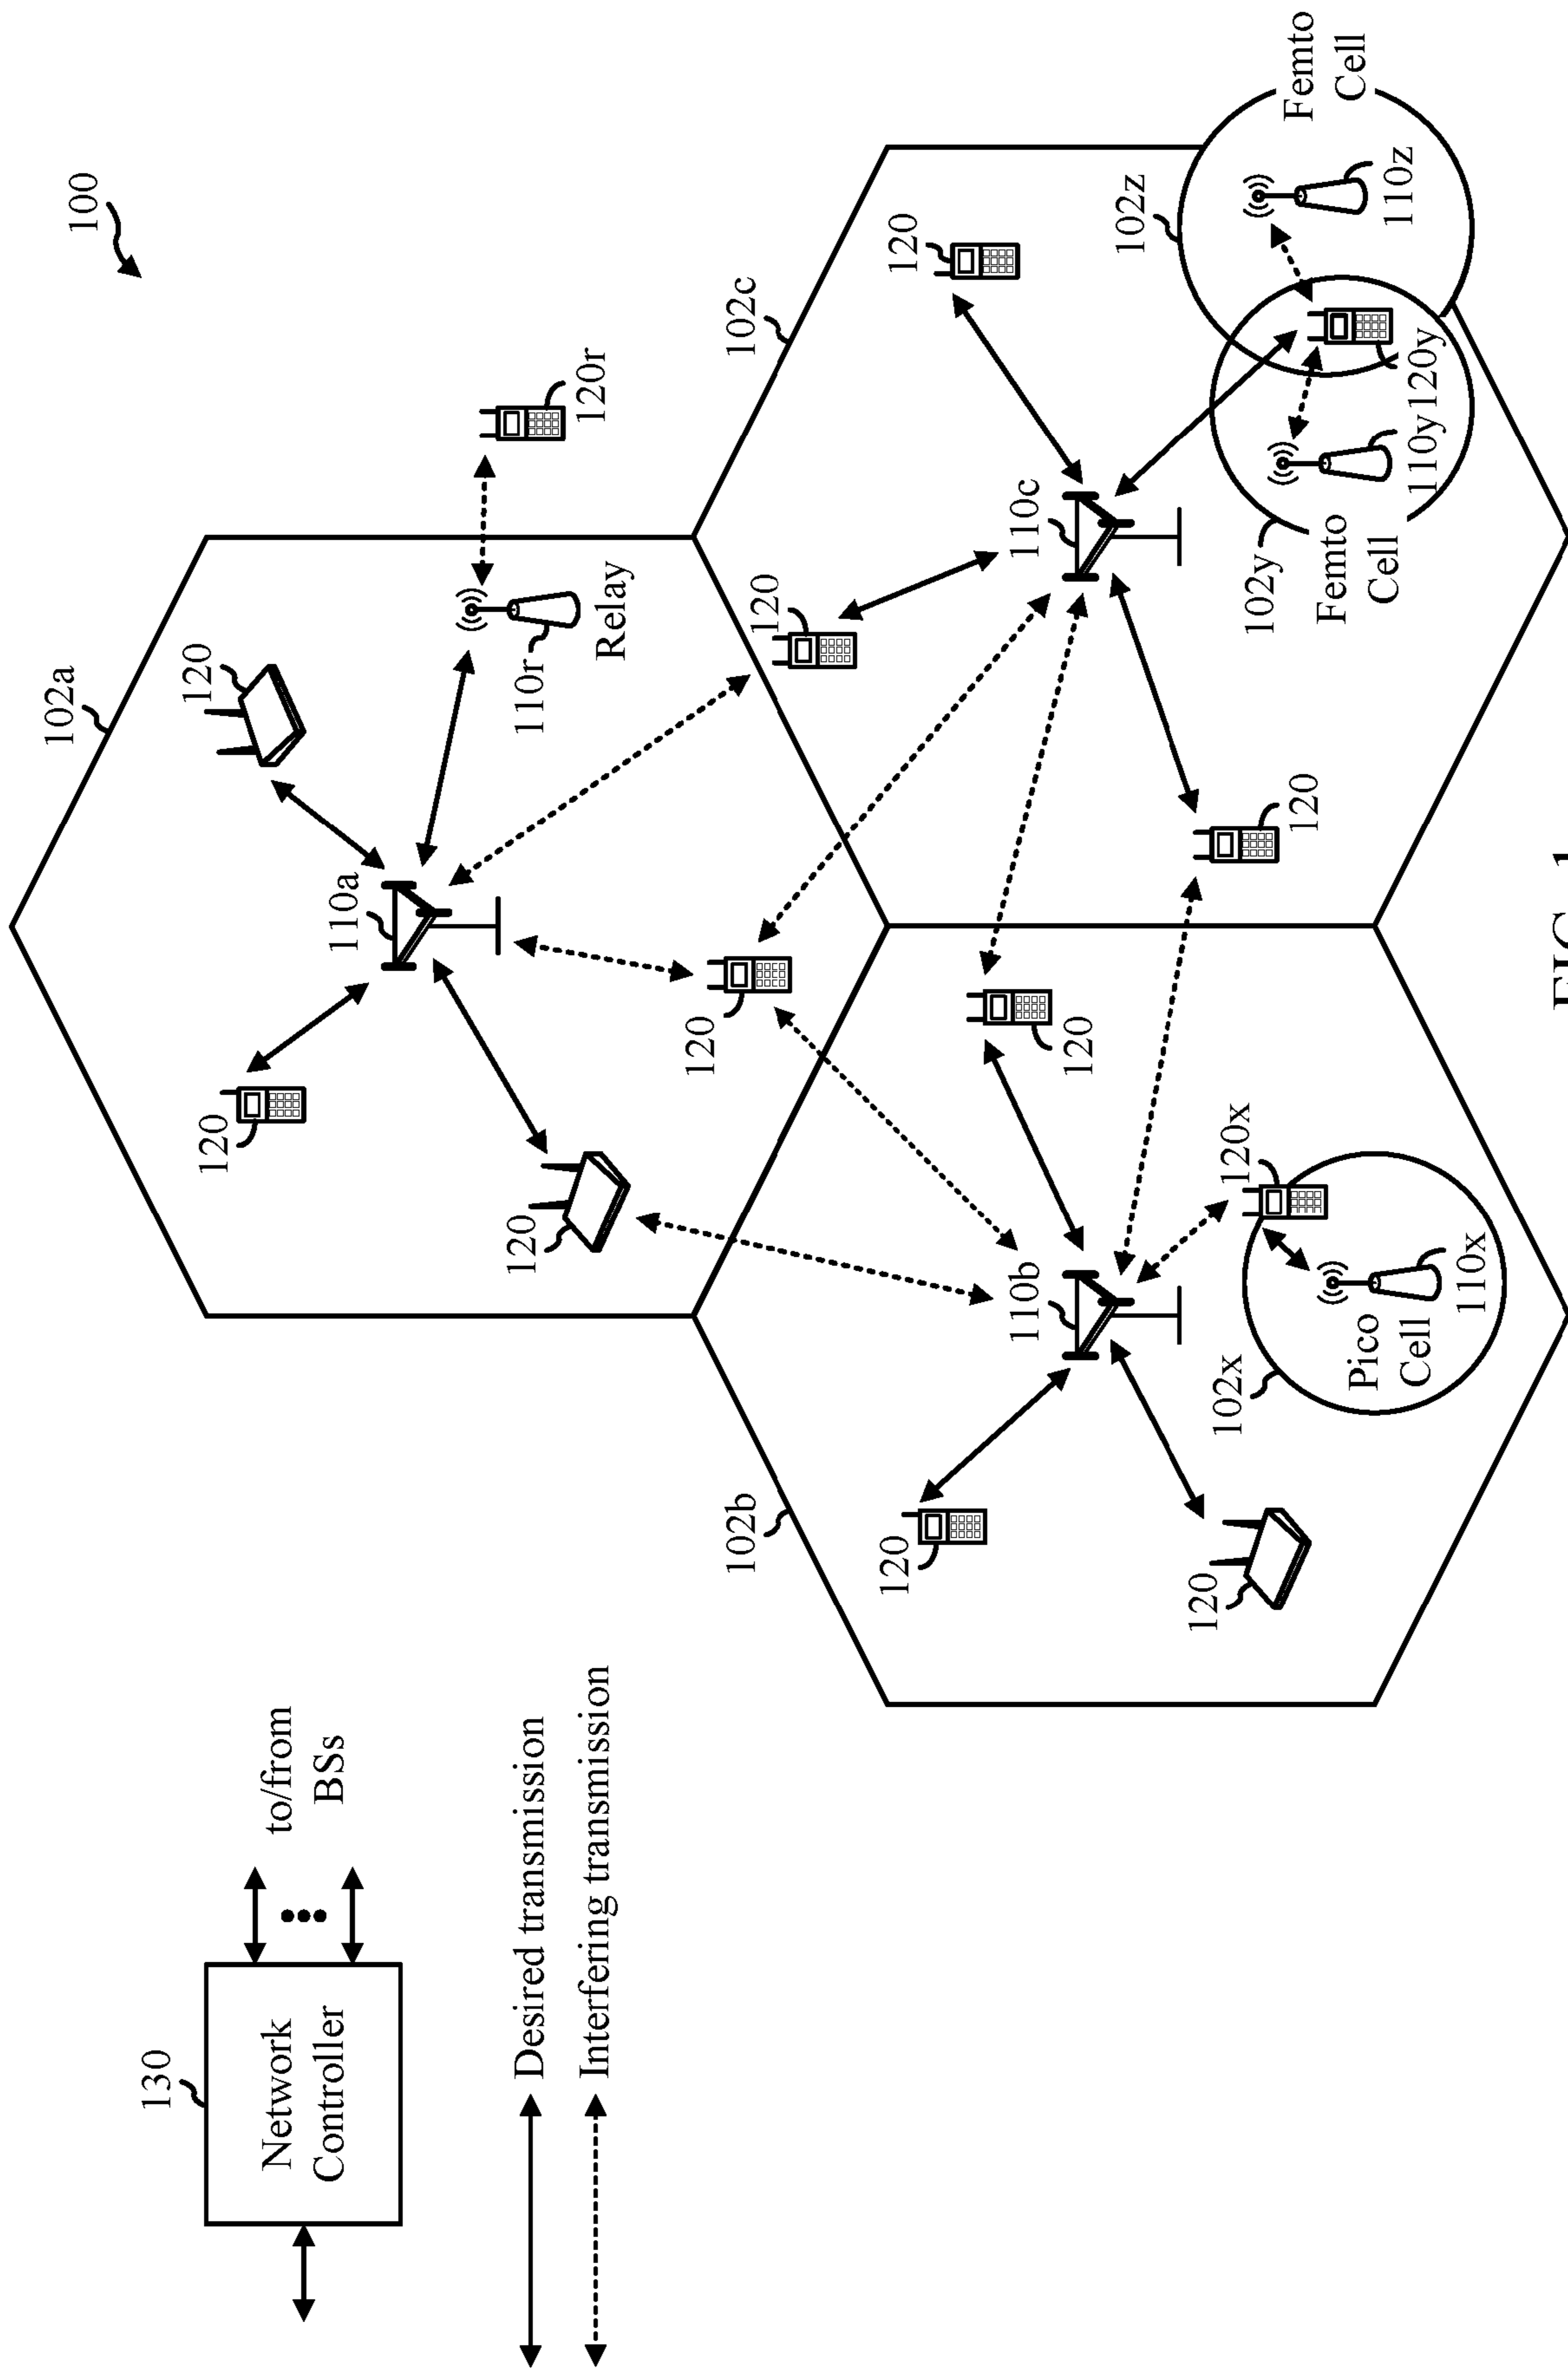 102a
100
130
120
120
Network
Controller
to/from
BSs
110a
120
Desired transmission
110r
120r
Interfering transmission
Relay
120
102b
102c
120
120
120
110b
110c
120
102z
120
102x
120x
102y
Femto
Cell
120
Femto
Cell
Pico
Cell
110z
110y
120y
110x
FIG. 1